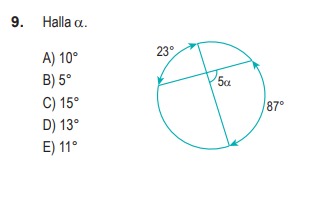 9. Halla α.
A) 10°
B) 5°
C) 15°
D) 13°
E) 11°
23°
5α
87°